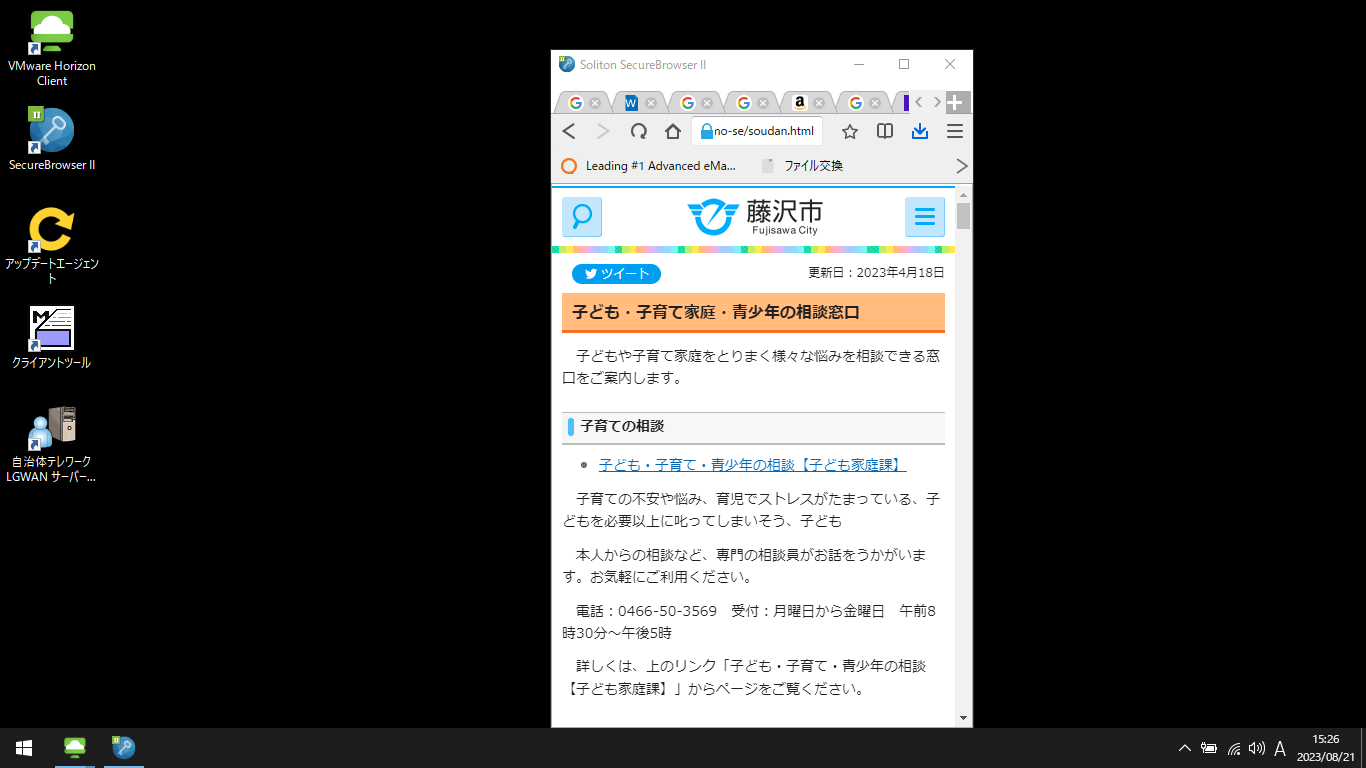 VMware Horizon
Client
SecureBrowser II
アップデートエージェン
ト
クライアントツール
自治体テレワーク
LGWAN サーバー...
Soliton SecureBrowser II
no-se/soudan.html
Leading #1 Advanced eMa...
ファイル交換
藤沢市
Fujisawa City
ツイート
更新日：2023年4月18日
子ども・子育て家庭・青少年の相談窓口
子どもや子育て家庭をとりまく様々な悩みを相談できる窓
口をご案内します。
子育ての相談
子ども・子育て・青少年の相談【子ども家庭課】
子育ての不安や悩み、育児でストレスがたまっている、子
どもを必要以上に叱ってしまいそう、子ども
本人からの相談など、専門の相談員がお話をうかがいま
す。お気軽にご利用ください。
電話：0466-50-3569　受付：月曜日から金曜日　午前8
時30分～午後5時
詳しくは、上のリンク「子ども・子育て・青少年の相談
【子ども家庭課】」からページをご覧ください。
A
15:26
2023/08/21